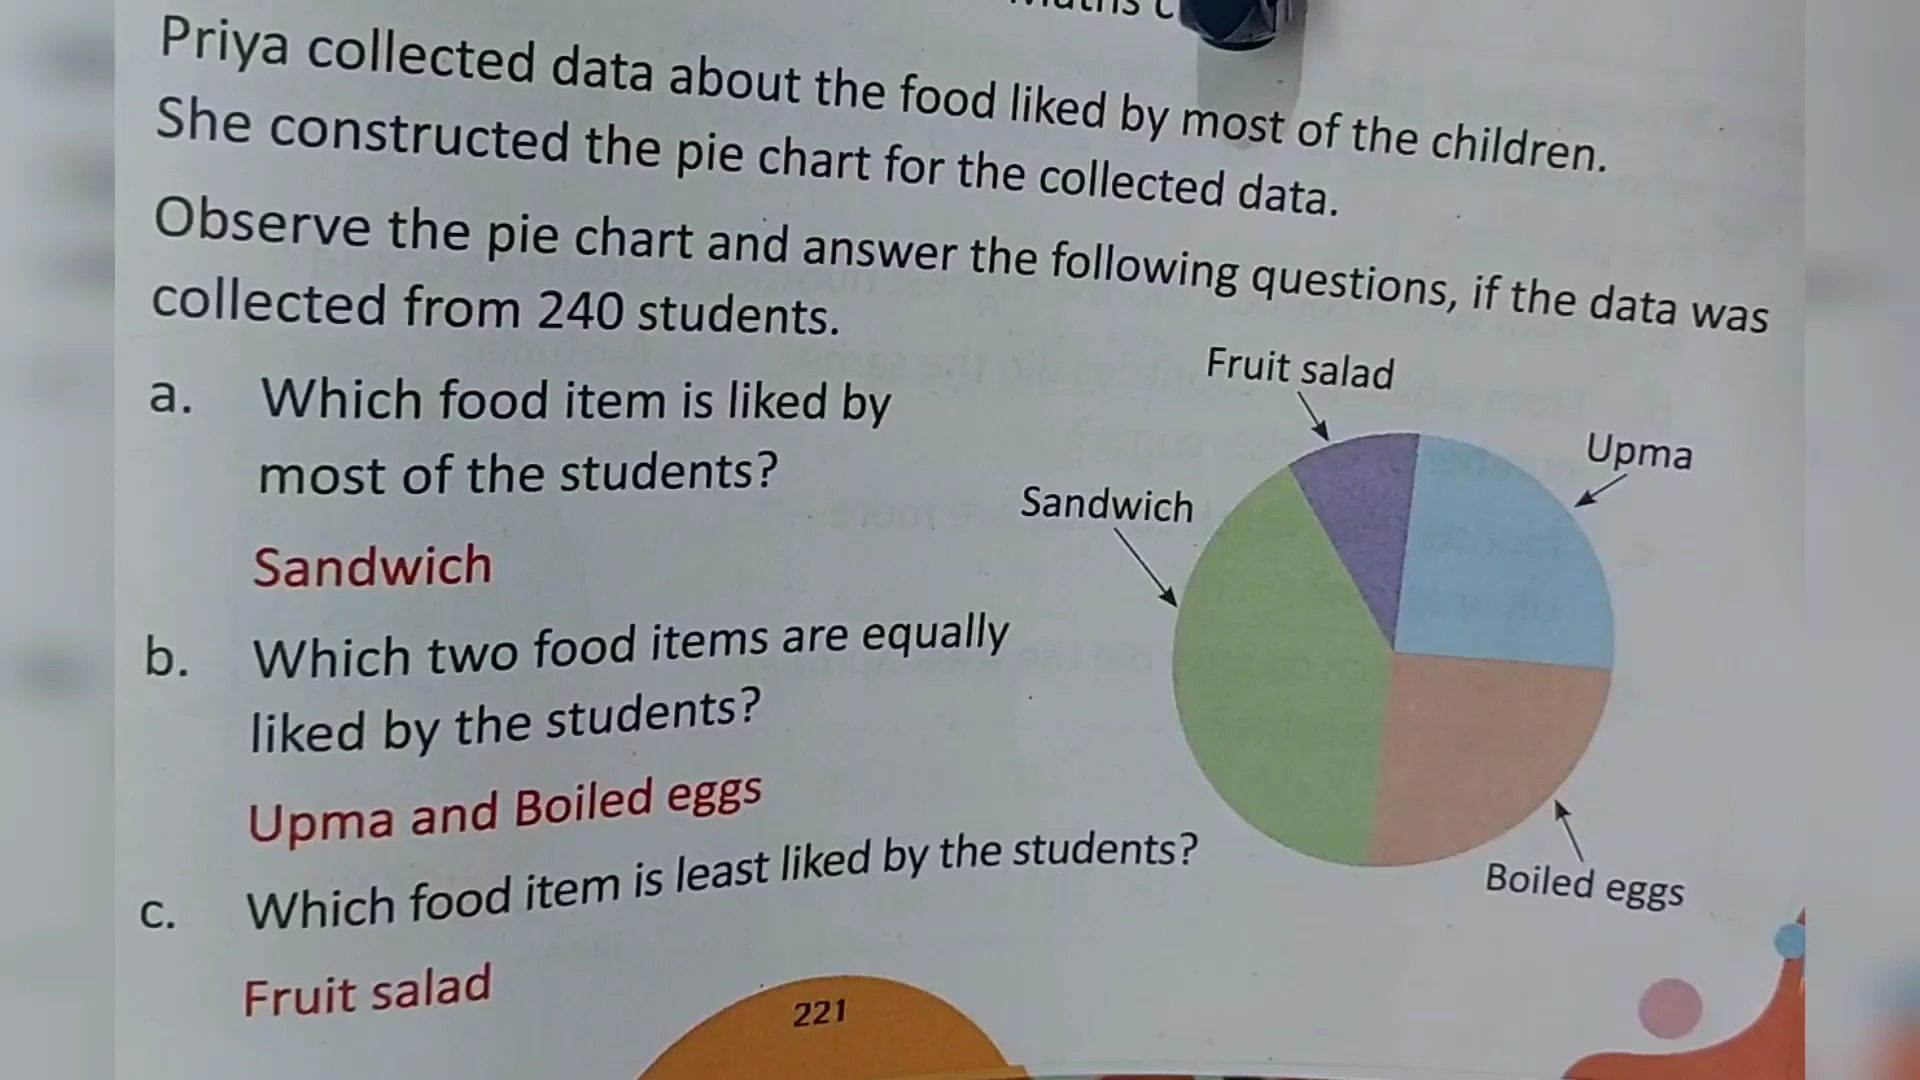 Priya collected data about the food liked by most of the children.
She constructed the pie chart for the collected data.
Observe the pie chart and answer the following questions, if the data was
collected from 240 students.
a. Which food item is liked by
most of the students?
Sandwich
b. Which two food items are equally
liked by the students?
Upma and Boiled eggs
c. Which food item is least liked by the students?
Fruit salad
Fruit salad
Upma
Sandwich
Boiled eggs
221